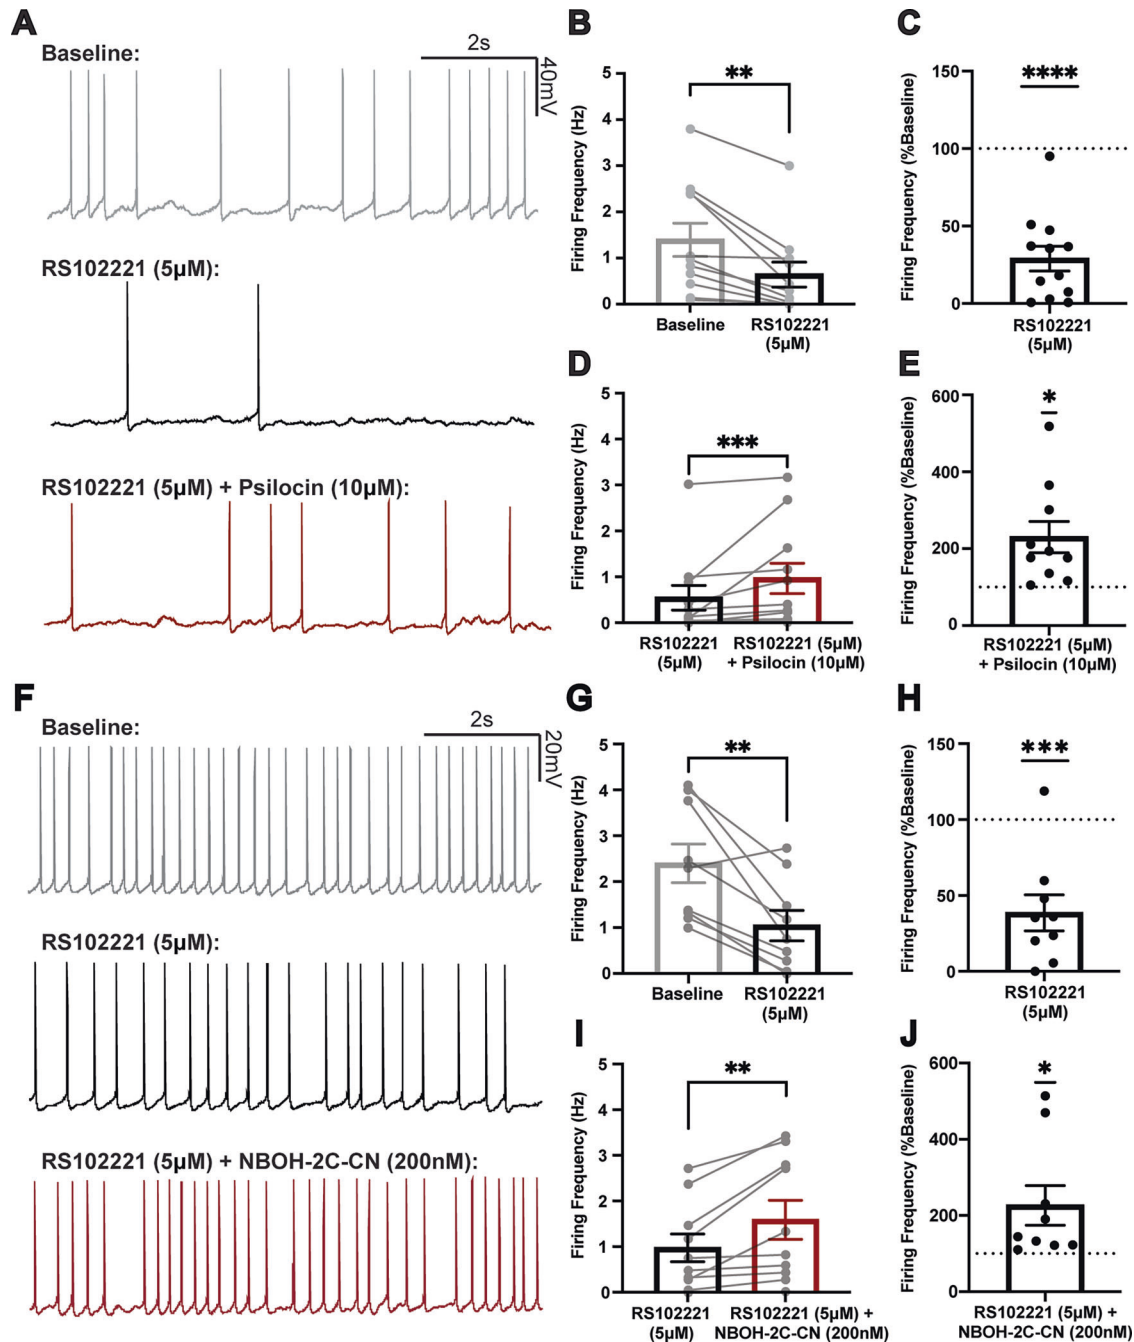 A
Baseline:
2s
40mV
RS102221 (5µM):
RS102221 (5µM) + Psilocin (10µM):
B
Firing Frequency (Hz)
5
4
3
2
1
0
**
Baseline
RS102221
(5µM)
C
Firing Frequency (%Baseline)
150
100
50
0
****
RS102221
(5µM)
D
Firing Frequency (Hz)
5
4
3
2
1
0
***
RS102221
(5µM)
RS102221 (5µM)
+ Psilocin (10µM)
E
Firing Frequency (%Baseline)
600
400
200
0
*
RS102221 (5µM)
+ Psilocin (10µM)
F
Baseline:
2s
20mV
RS102221 (5µM):
RS102221 (5µM) + NBOH-2C-CN (200nM):
G
Firing Frequency (Hz)
5
4
3
2
1
0
**
Baseline
RS102221
(5µM)
H
Firing Frequency (%Baseline)
150
100
50
0
***
RS102221
(5µM)
I
Firing Frequency (Hz)
5
4
3
2
1
0
**
RS102221
(5µM)
RS102221 (5µM) +
NBOH-2C-CN (200nM)
J
Firing Frequency (%Baseline)
600
400
200
0
*
RS102221 (5µM) +
NBOH-2C-CN (200nM)